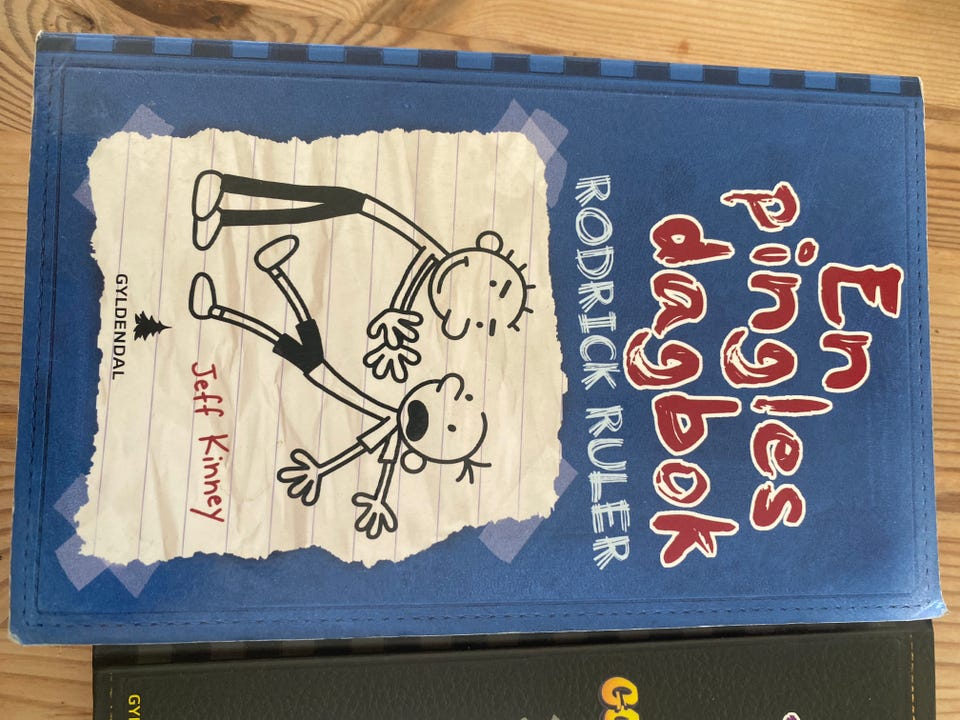 En
pingles
dagbok
RODRICK RULER
Jeff Kinney
GYLDENDAL